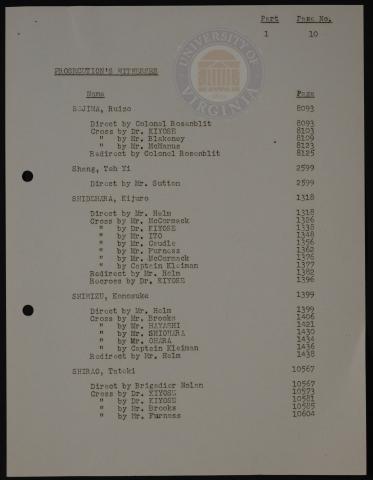 Part Page No.
1 10
UNIVERSITY OF VIRGINIA
PROSECUTION'S WITNESSES
Name Page
SEJIMA, Ruizo 8093
Direct by Colonel Rosenblit 8093
Cross by Dr. KIYOSE 8103
" by Mr. Blakeney 8109
" by Mr. McManus 8123
Redirect by Colonel Rosenblit 8125
Sheng, Teh Yi 2599
Direct by Mr. Sutton 2599
SHIDEHARA, Kijuro 1318
Direct by Mr. Helm 1318
Cross by Mr. McCormack 1326
" by Dr. KIYOSE 1338
" by Mr. ITO 1348
" by Mr. Caudle 1356
" by Mr. Furness 1362
" by Mr. McCormack 1376
" by Captain Kleiman 1377
Redirect by Mr. Helm 1382
Recross by Dr. KIYOSE 1396
SHIMIZU, Konosuke 1399
Direct by Mr. Helm 1399
Cross by Mr. Brooks 1406
" by Mr. HAYASHI 1421
" by Mr. SHIOHARA 1430
" by Mr. OHARA 1434
" by Captain Kleiman 1436
Redirect by Mr. Helm 1438
SHIRAO, Tateki 10567
Direct by Brigadier Nolan 10567
Cross by Dr. KIYOSE 10573
" by Dr. KIYOSE 10581
" by Mr. Brooks 10585
" by Mr. Furness 10604